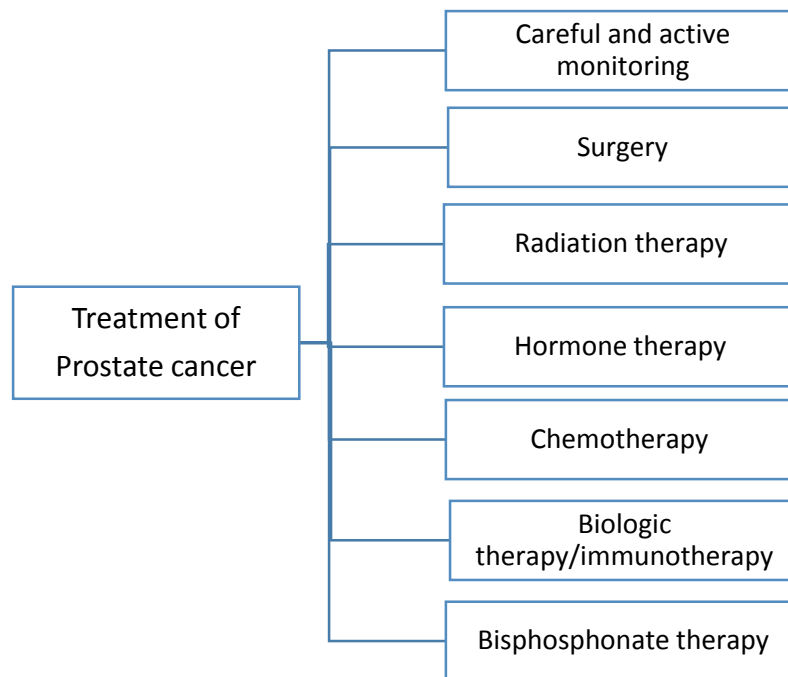 Careful and active
monitoring
Surgery
Radiation therapy
Treatment of
Prostate cancer
Hormone therapy
Chemotherapy
Biologic
therapy/immunotherapy
Bisphosphonate therapy